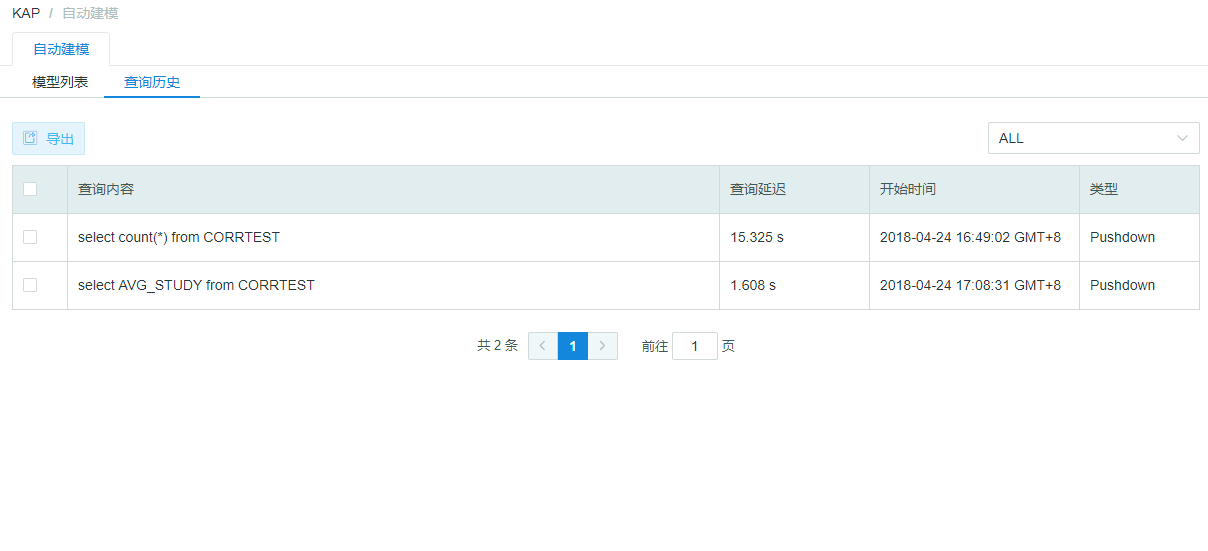 KAP / 自动建模
自动建模
模型列表 查询历史
导出 ALL
查询内容 查询延迟 开始时间 类型
select count(*) from CORRTEST 15.325 s 2018-04-24 16:49:02 GMT+8 Pushdown
select AVG_STUDY from CORRTEST 1.608 s 2018-04-24 17:08:31 GMT+8 Pushdown
共 2 条 1 前往 1 页